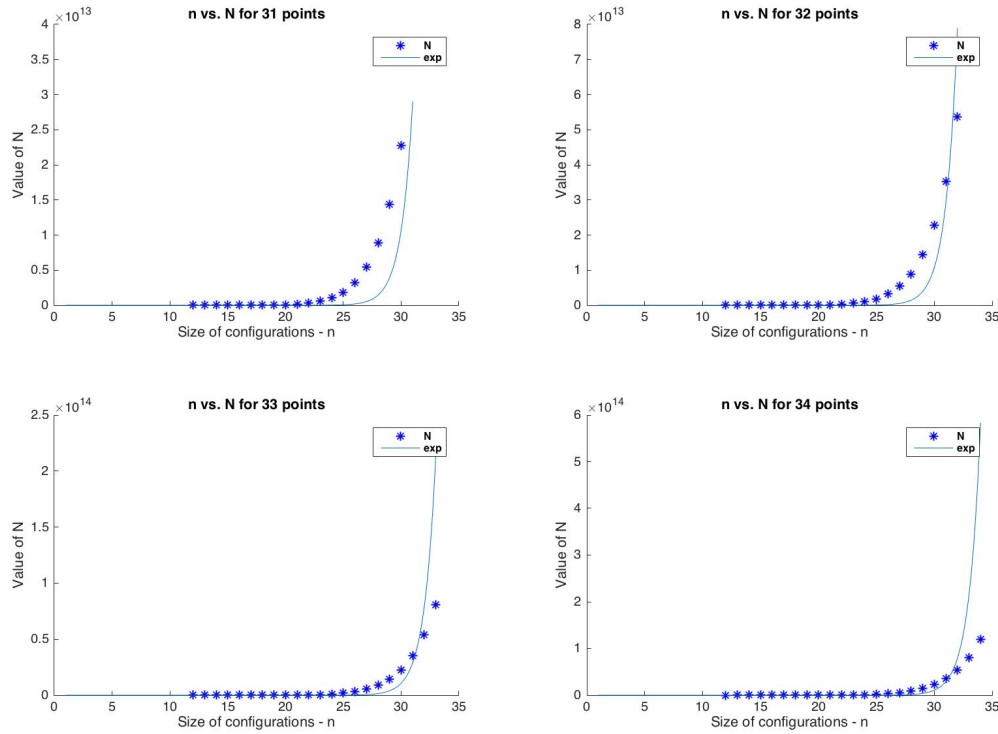 n vs. N for 31 points
×10^13
4
3.5
3
2.5
2
1.5
1
0.5
0
Value of N
N
exp
0 5 10 15 20 25 30 35
Size of configurations - n
n vs. N for 32 points
×10^13
8
7
6
5
4
3
2
1
0
Value of N
N
exp
0 5 10 15 20 25 30 35
Size of configurations - n
n vs. N for 33 points
×10^14
2.5
2
1.5
1
0.5
0
Value of N
N
exp
0 5 10 15 20 25 30 35
Size of configurations - n
n vs. N for 34 points
×10^14
6
5
4
3
2
1
0
Value of N
N
exp
0 5 10 15 20 25 30 35
Size of configurations - n